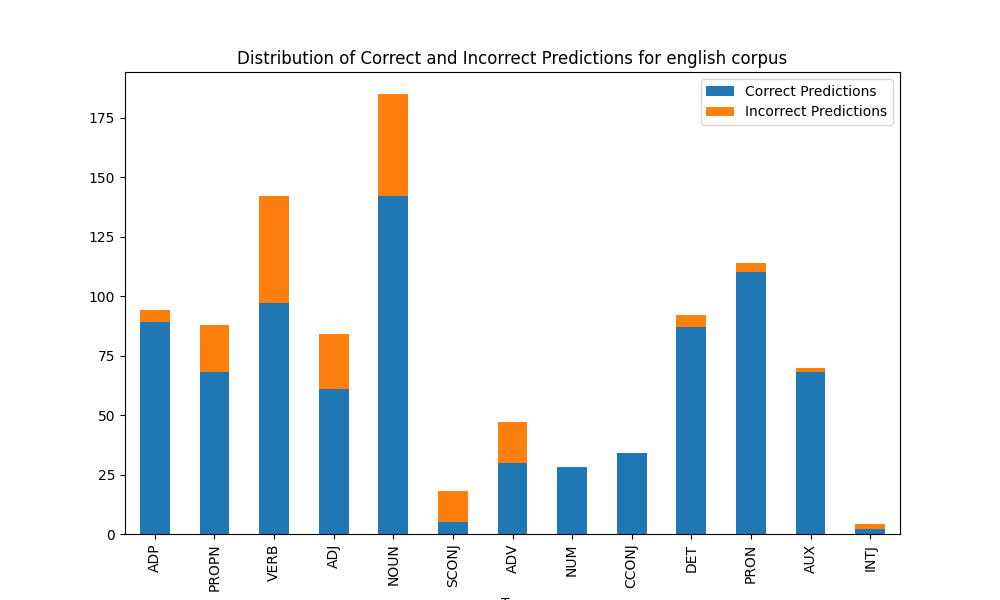 Distribution of Correct and Incorrect Predictions for english corpus
Correct Predictions
Incorrect Predictions
175
150
125
100
75
50
25
0
ADP PROPN VERB ADJ NOUN SCONJ ADV NUM CCONJ DET PRON AUX INTJ